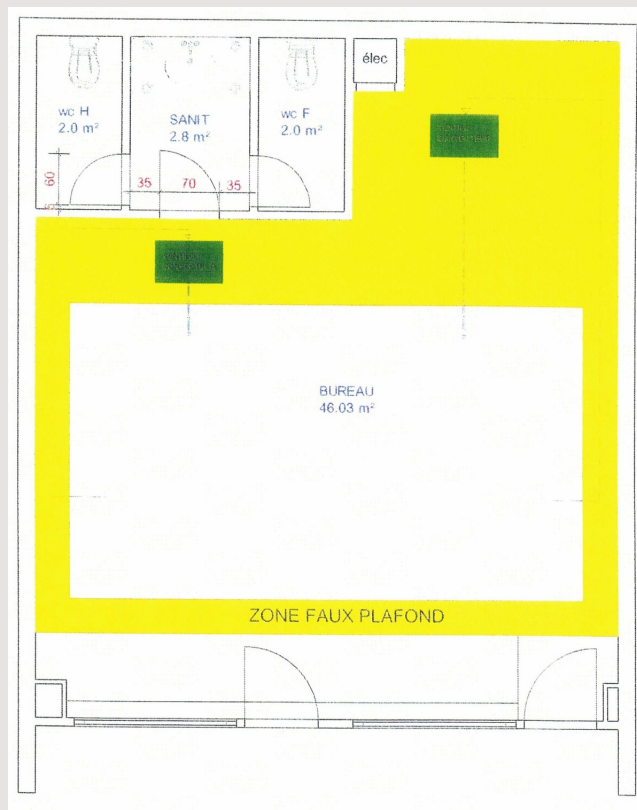 élec
wc H
2.0 m²
SANIT
2.8 m²
wc F
2.0 m²
60
5
35
70
35
BUREAU
46.03 m²
ZONE FAUX PLAFOND